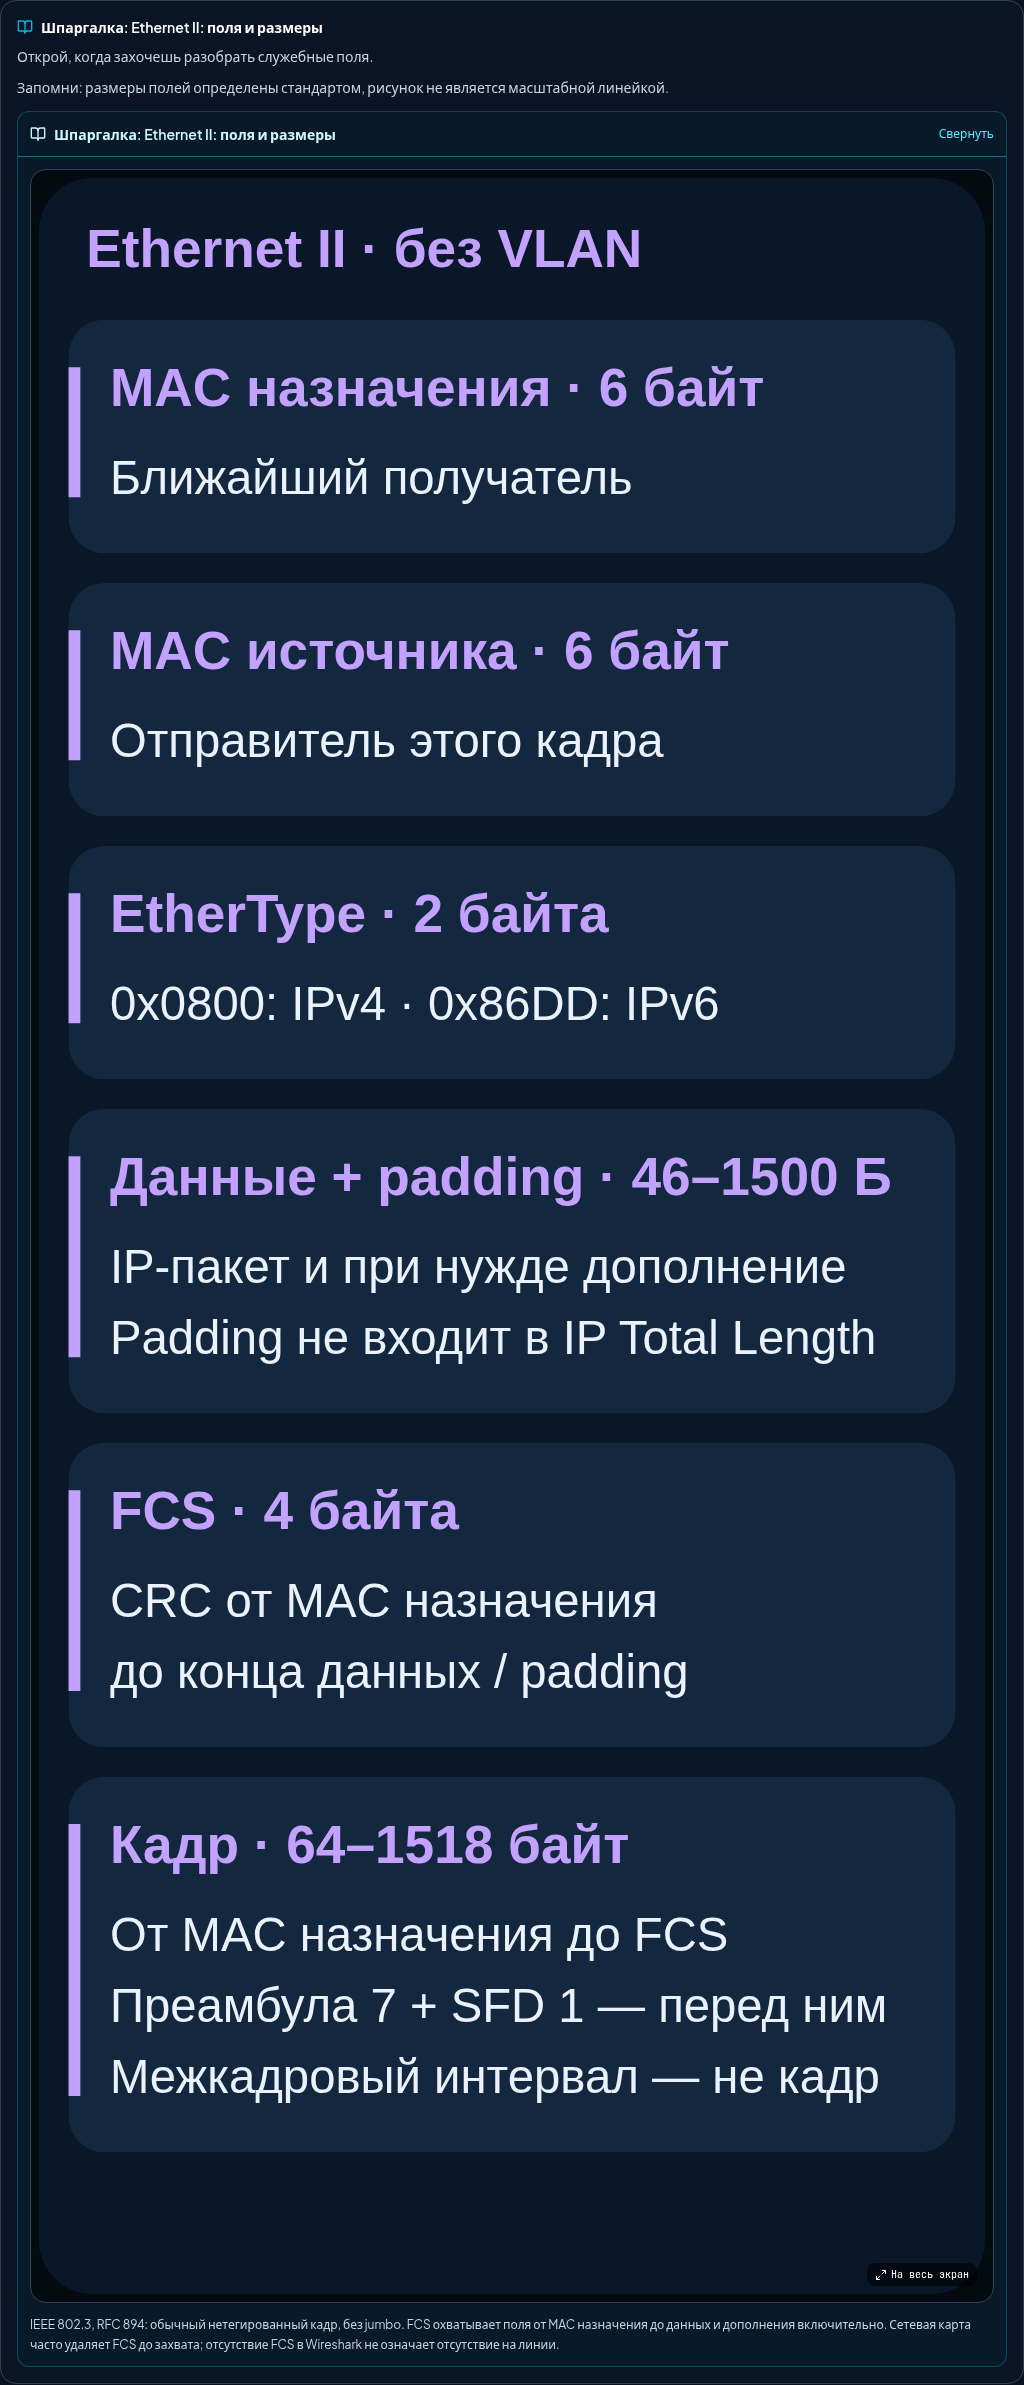 Шпаргалка: Ethernet II: поля и размеры
Открой, когда захочешь разобрать служебные поля.
Запомни: размеры полей определены стандартом, рисунок не является масштабной линейкой.
Шпаргалка: Ethernet II: поля и размеры
Свернуть
Ethernet II · без VLAN
MAC назначения · 6 байт
Ближайший получатель
MAC источника · 6 байт
Отправитель этого кадра
EtherType · 2 байта
0x0800: IPv4 · 0x86DD: IPv6
Данные + padding · 46–1500 Б
IP-пакет и при нужде дополнение
Padding не входит в IP Total Length
FCS · 4 байта
CRC от MAC назначения
до конца данных / padding
Кадр · 64–1518 байт
От MAC назначения до FCS
Преамбула 7 + SFD 1 — перед ним
Межкадровый интервал — не кадр
На весь экран
IEEE 802.3, RFC 894: обычный нетегированный кадр, без jumbo. FCS охватывает поля от MAC назначения до данных и дополнения включительно. Сетевая карта
часто удаляет FCS до захвата; отсутствие FCS в Wireshark не означает отсутствие на линии.